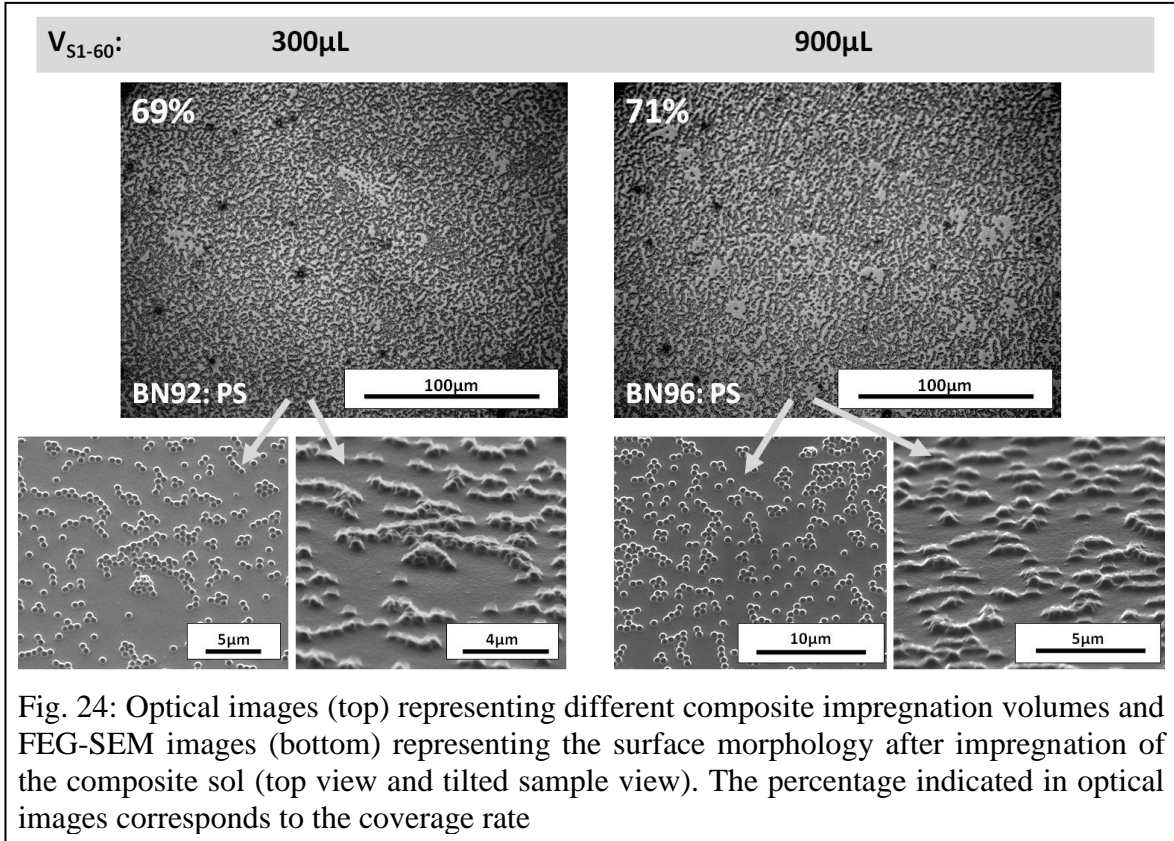 V_S1-60: 300µL 900µL
69% 71%
BN92: PS 100µm BN96: PS 100µm
5µm 4µm 10µm 5µm
Fig. 24: Optical images (top) representing different composite impregnation volumes and
FEG-SEM images (bottom) representing the surface morphology after impregnation of
the composite sol (top view and tilted sample view). The percentage indicated in optical
images corresponds to the coverage rate